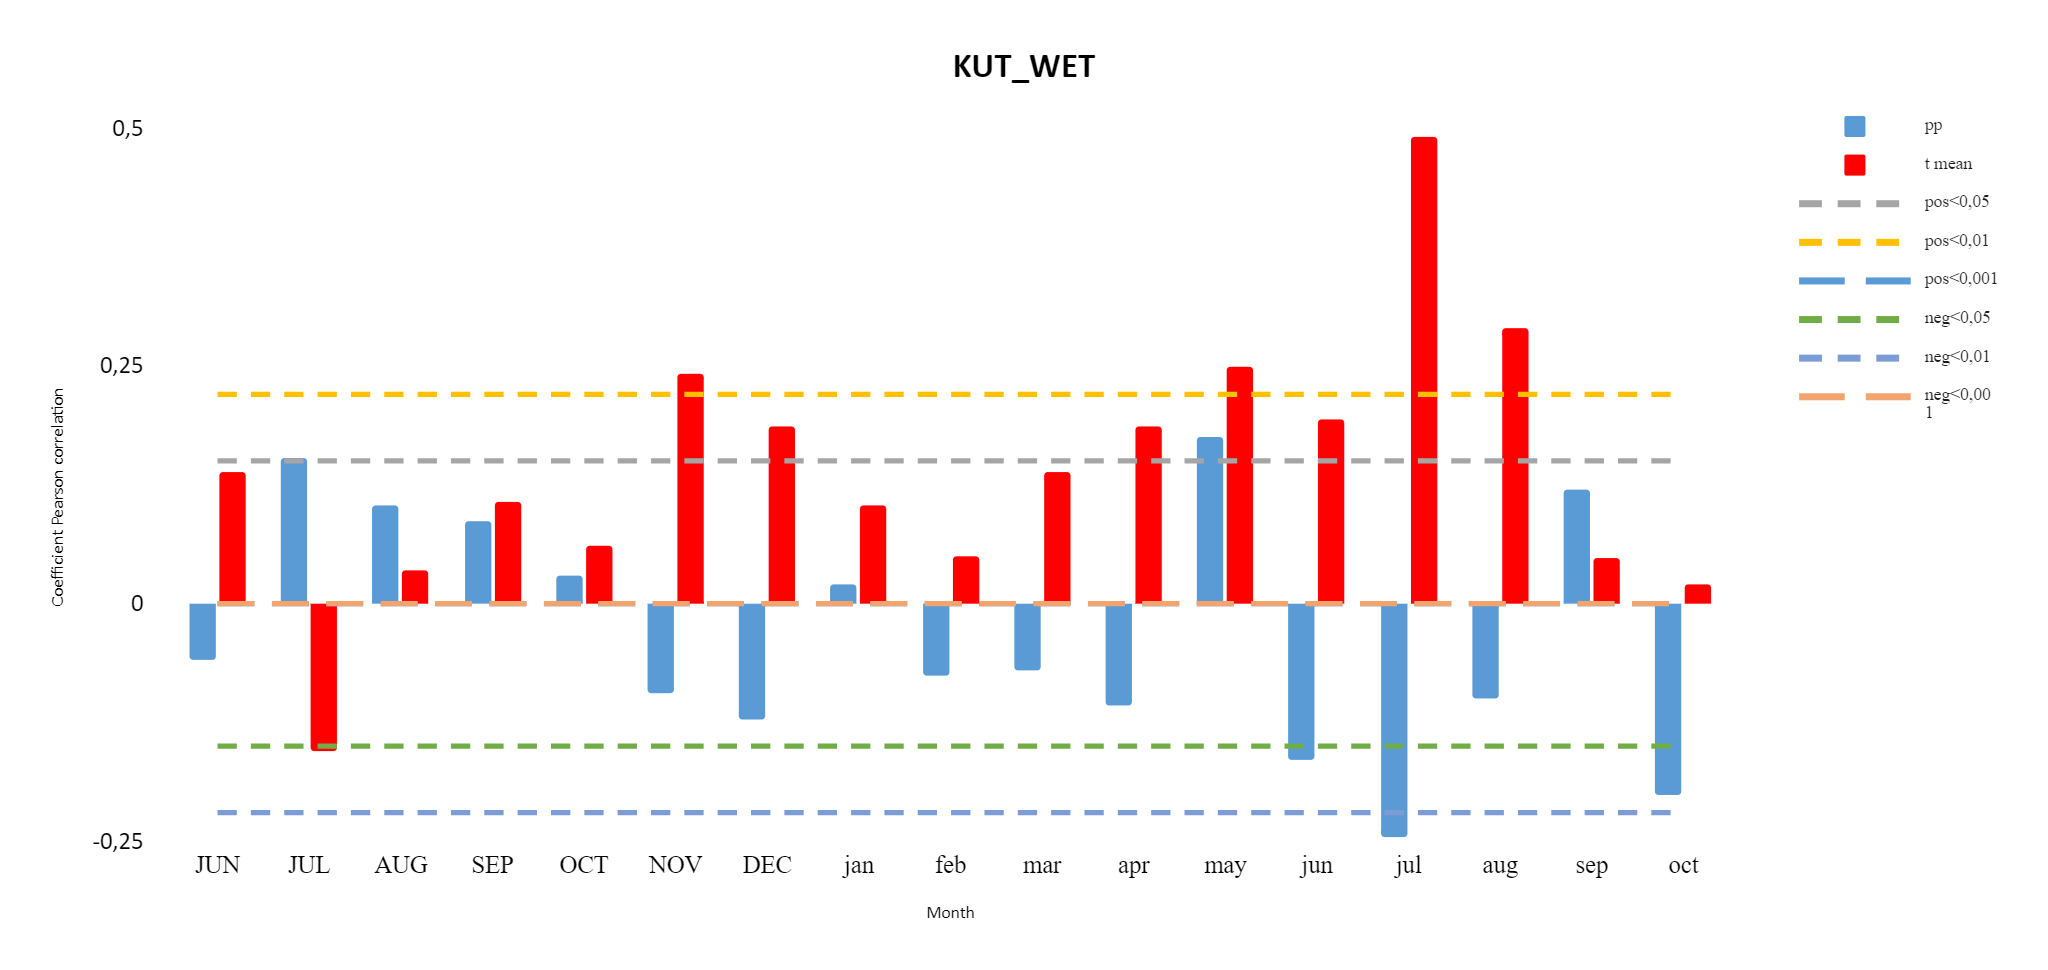 KUT_WET
0,5
0,25
0
-0,25
Coefficient Pearson correlation
JUN JUL AUG SEP OCT NOV DEC jan feb mar apr may jun jul aug sep oct
Month
pp
t mean
pos<0,05
pos<0,01
pos<0,001
neg<0,05
neg<0,01
neg<0,00
1